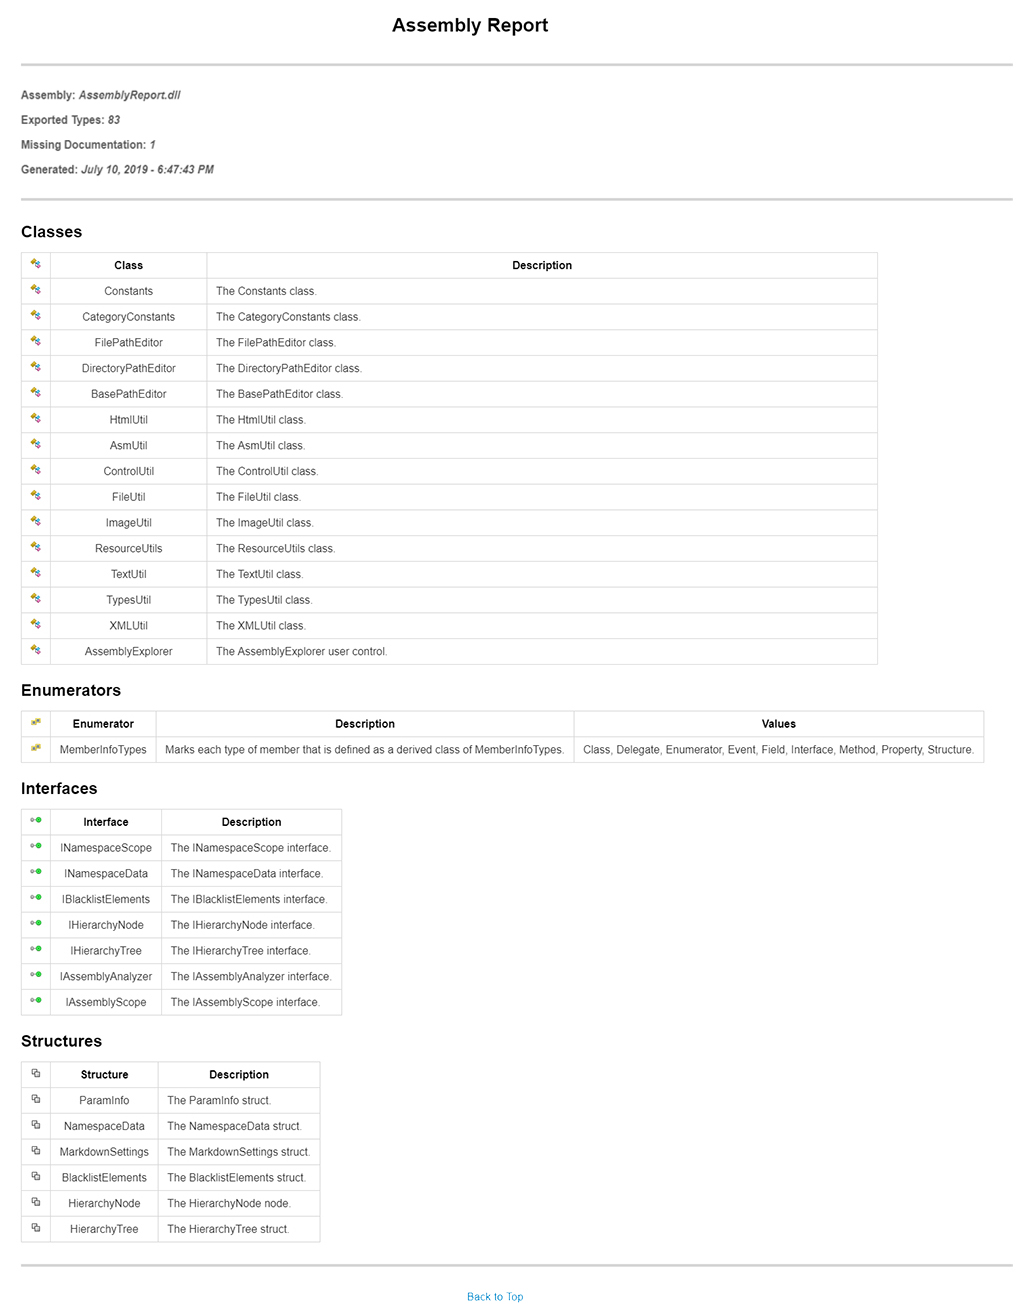 Assembly Report
Assembly: AssemblyReport.dll
Exported Types: 83
Missing Documentation: 1
Generated: July 10, 2019 - 6:47:43 PM
Classes
Class Description
Constants The Constants class.
CategoryConstants The CategoryConstants class.
FilePathEditor The FilePathEditor class.
DirectoryPathEditor The DirectoryPathEditor class.
BasePathEditor The BasePathEditor class.
HtmlUtil The HtmlUtil class.
AsmUtil The AsmUtil class.
ControlUtil The ControlUtil class.
FileUtil The FileUtil class.
ImageUtil The ImageUtil class.
ResourceUtils The ResourceUtils class.
TextUtil The TextUtil class.
TypesUtil The TypesUtil class.
XMLUtil The XMLUtil class.
AssemblyExplorer The AssemblyExplorer user control.
Enumerators
Enumerator Description Values
MemberInfoTypes Marks each type of member that is defined as a derived class of MemberInfoTypes. Class, Delegate, Enumerator, Event, Field, Interface, Method, Property, Structure.
Interfaces
Interface Description
INamespaceScope The INamespaceScope interface.
INamespaceData The INamespaceData interface.
IBlacklistElements The IBlacklistElements interface.
IHierarchyNode The IHierarchyNode interface.
IHierarchyTree The IHierarchyTree interface.
IAssemblyAnalyzer The IAssemblyAnalyzer interface.
IAssemblyScope The IAssemblyScope interface.
Structures
Structure Description
ParamInfo The ParamInfo struct.
NamespaceData The NamespaceData struct.
MarkdownSettings The MarkdownSettings struct.
BlacklistElements The BlacklistElements struct.
HierarchyNode The HierarchyNode node.
HierarchyTree The HierarchyTree struct.
Back to Top